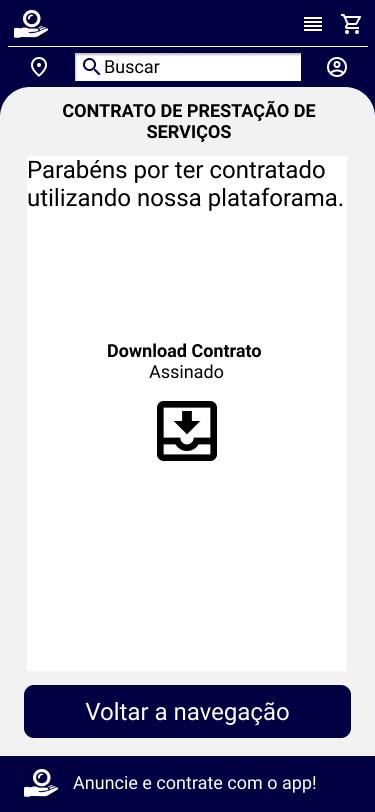 Buscar
CONTRATO DE PRESTAÇÃO DE
SERVIÇOS
Parabéns por ter contratado
utilizando nossa plataforama.
Download Contrato
Assinado
Voltar a navegação
Anuncie e contrate com o app!